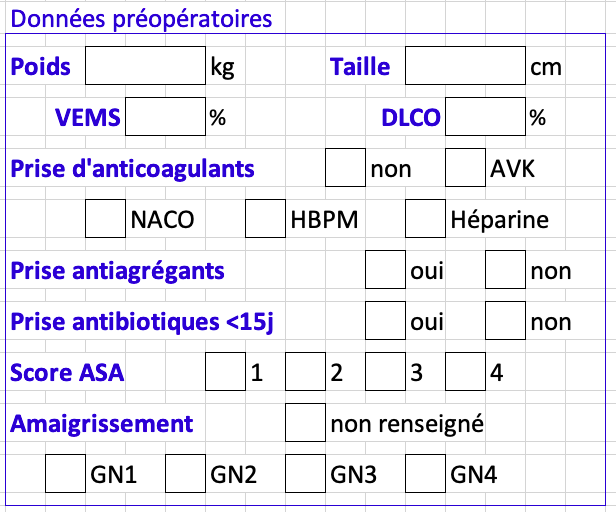 Données préopératoires
Poids kg Taille cm
VEMS % DLCO %
Prise d'anticoagulants non AVK
NACO HBPM Héparine
Prise antiagrégants oui non
Prise antibiotiques <15j oui non
Score ASA 1 2 3 4
Amaigrissement non renseigné
GN1 GN2 GN3 GN4